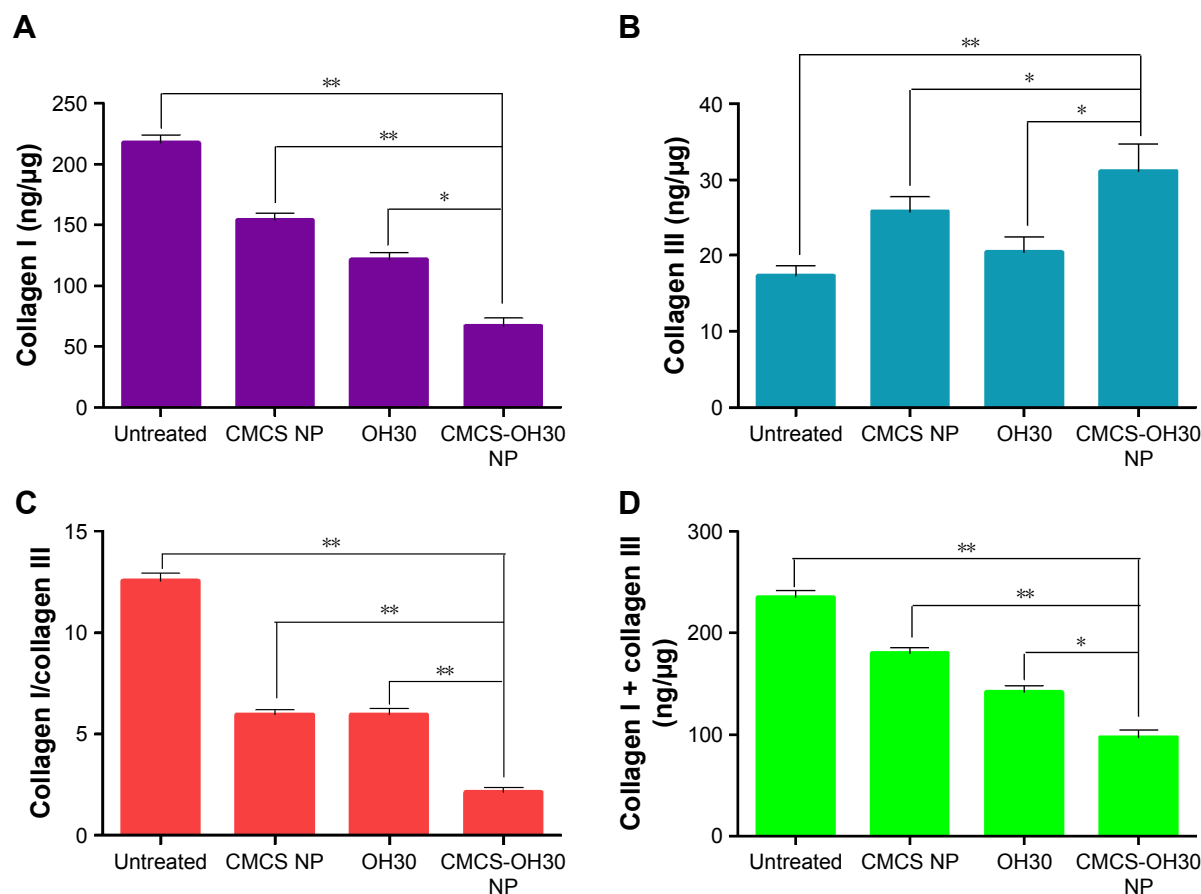 A
Collagen I (ng/μg)
250
200
150
100
50
0
**
**
*
Untreated
CMCS NP
OH30
CMCS-OH30
NP
B
Collagen III (ng/μg)
40
30
20
10
0
**
*
*
Untreated
CMCS NP
OH30
CMCS-OH30
NP
C
Collagen I/collagen III
15
10
5
0
**
**
**
Untreated
CMCS NP
OH30
CMCS-OH30
NP
D
Collagen I + collagen III
(ng/μg)
300
200
100
0
**
**
*
Untreated
CMCS NP
OH30
CMCS-OH30
NP